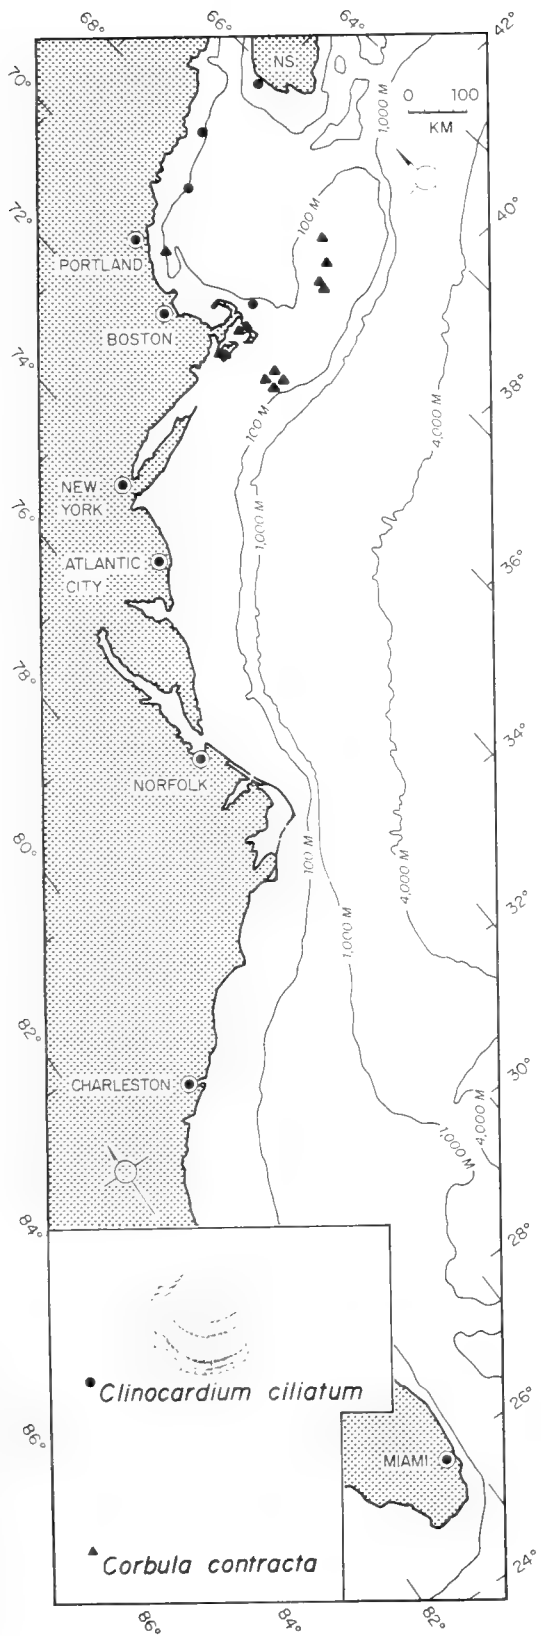 68°
66°
64°
42°
70°
NS.
0 100
KM
1,000 M
72°
100 M
40°
PORTLAND
BOSTON
74°
38°
100 M
4,000 M
NEW
YORK
76°
1,000 M
ATLANTIC
CITY
36°
78°
34°
NORFOLK
80°
100 M
4,000 M
32°
1,000 M
82°
CHARLESTON
30°
4,000 M
1,000 M
84°
28°
Clinocardium ciliatum
26°
86°
MIAMI
Corbula contracta
24°
86°
84°
82°